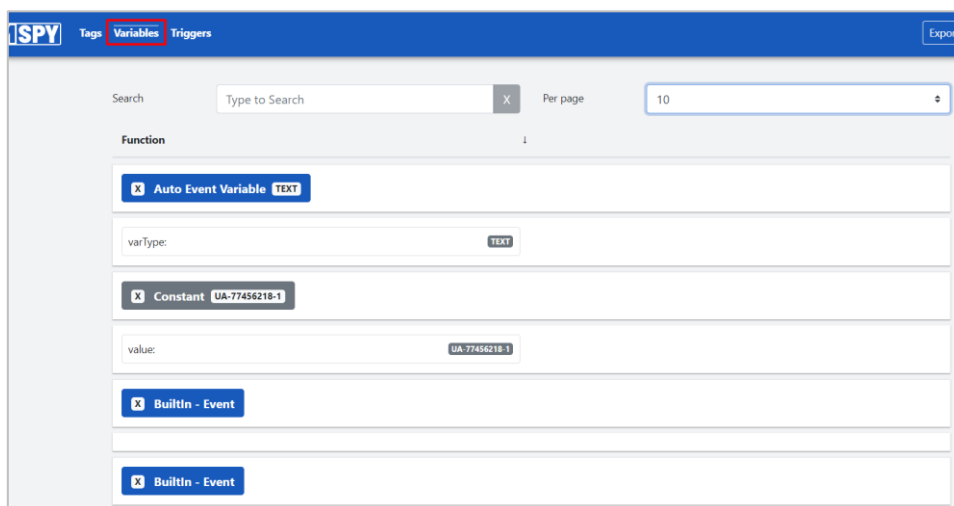 SPY Tags Variables Triggers Expor
Search Type to Search X Per page 10
Function ↓
X Auto Event Variable TEXT
varType: TEXT
X Constant UA-77456218-1
value: UA-77456218-1
X BuiltIn - Event
X BuiltIn - Event